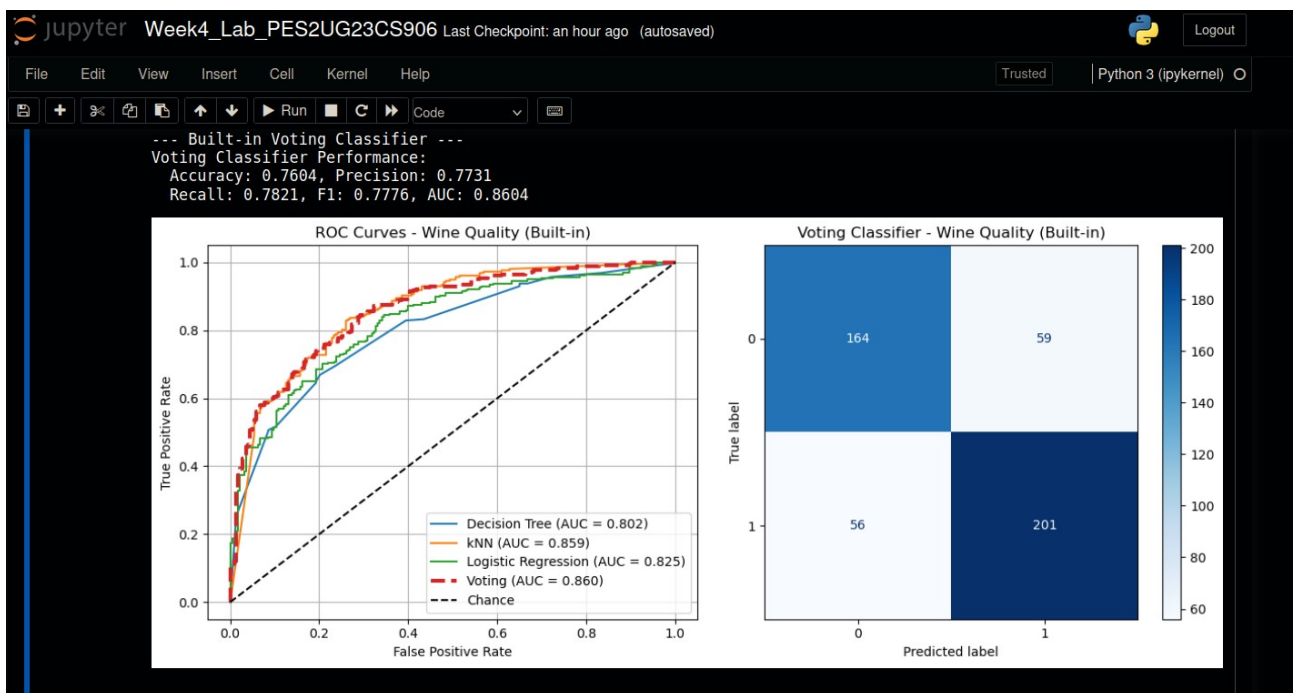 jupyter Week4_Lab_PES2UG23CS906 Last Checkpoint: an hour ago (autosaved)
Logout
File Edit View Insert Cell Kernel Help
Trusted
Python 3 (ipykernel)
Run
Code
--- Built-in Voting Classifier ---
Voting Classifier Performance:
Accuracy: 0.7604, Precision: 0.7731
Recall: 0.7821, F1: 0.7776, AUC: 0.8604
ROC Curves - Wine Quality (Built-in)
1.0
0.8
0.6
0.4
0.2
0.0
True Positive Rate
Decision Tree (AUC = 0.802)
kNN (AUC = 0.859)
Logistic Regression (AUC = 0.825)
Voting (AUC = 0.860)
Chance
0.0 0.2 0.4 0.6 0.8 1.0
False Positive Rate
Voting Classifier - Wine Quality (Built-in)
True label
0
164 59
1
56 201
0 1
Predicted label
200
180
160
140
120
100
80
60